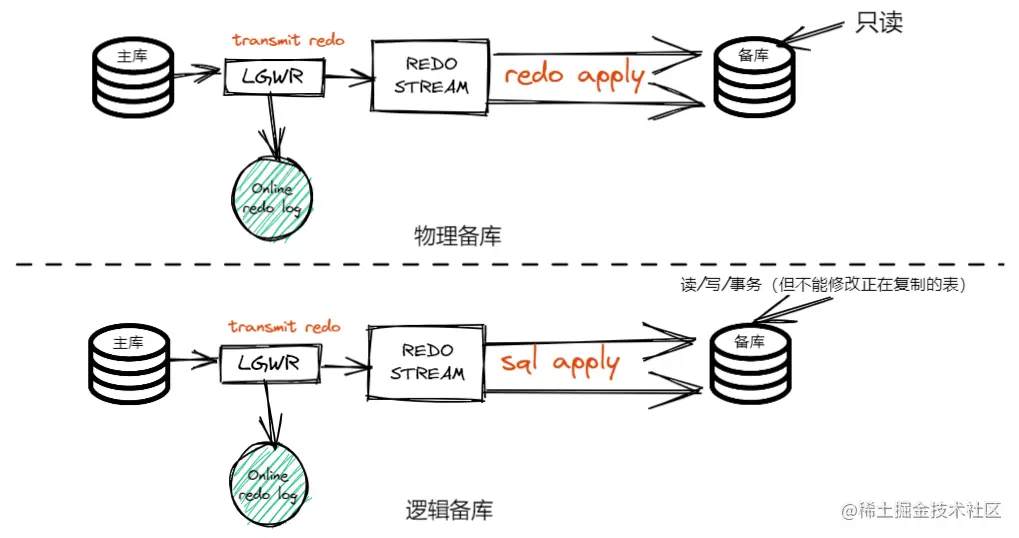 只读
主库
transmit redo
LGWR
REDO
STREAM
redo apply
备库
Online
redo log
物理备库
读/写/事务（但不能修改正在复制的表）
主库
transmit redo
LGWR
REDO
STREAM
sql apply
备库
Online
redo log
逻辑备库
@稀土掘金技术社区